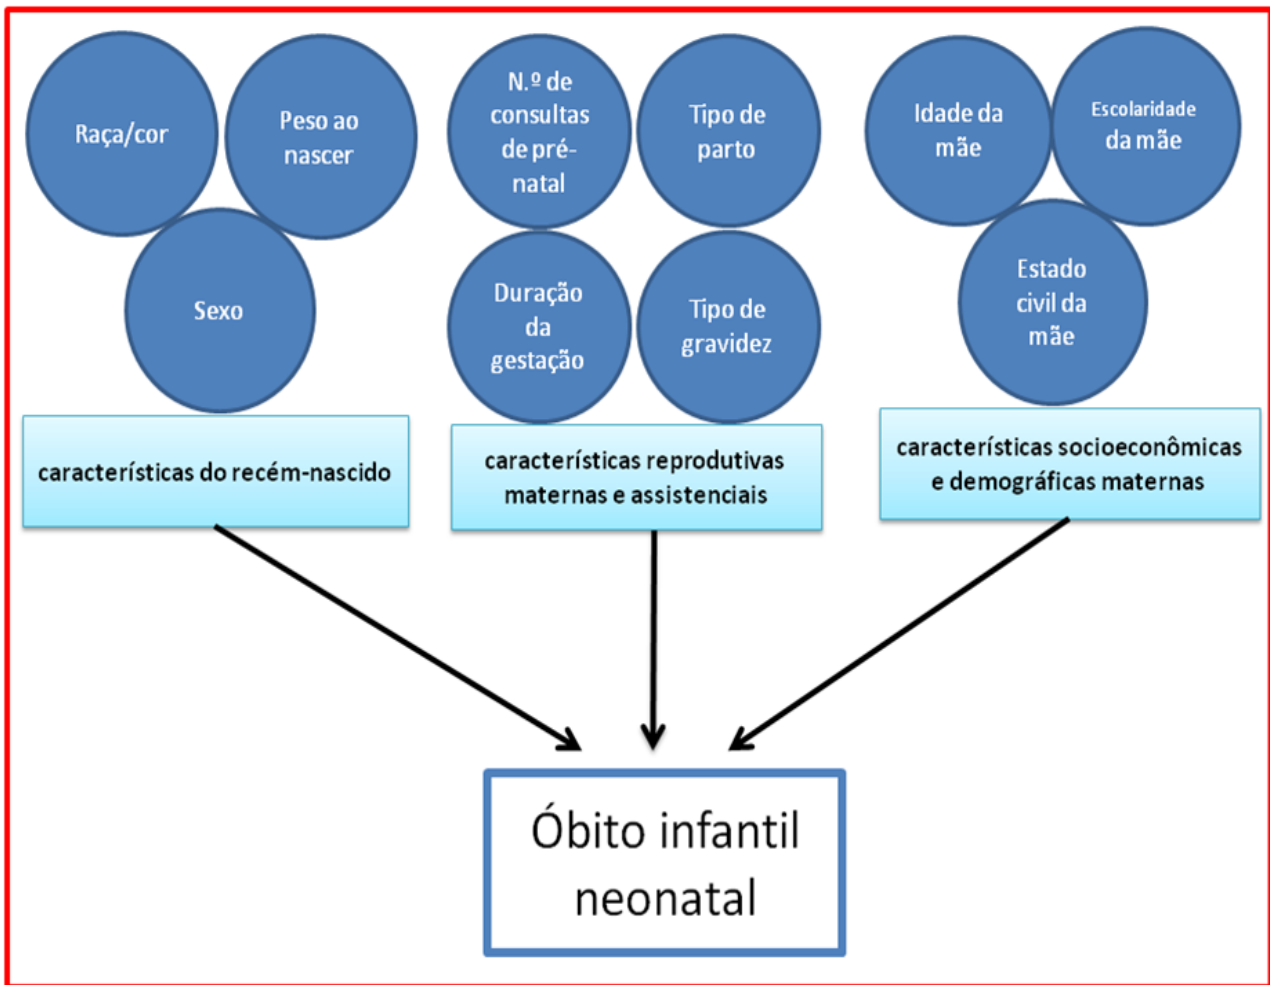 Raça/cor
Peso ao
nascer
Sexo
características do recém-nascido
N.º de
consultas
de pré-
natal
Tipo de
parto
Duração
da
gestação
Tipo de
gravidez
características reprodutivas
maternas e assistenciais
Idade da
mãe
Escolaridade
da mãe
Estado
civil da
mãe
características socioeconômicas
e demográficas maternas
Óbito infantil
neonatal